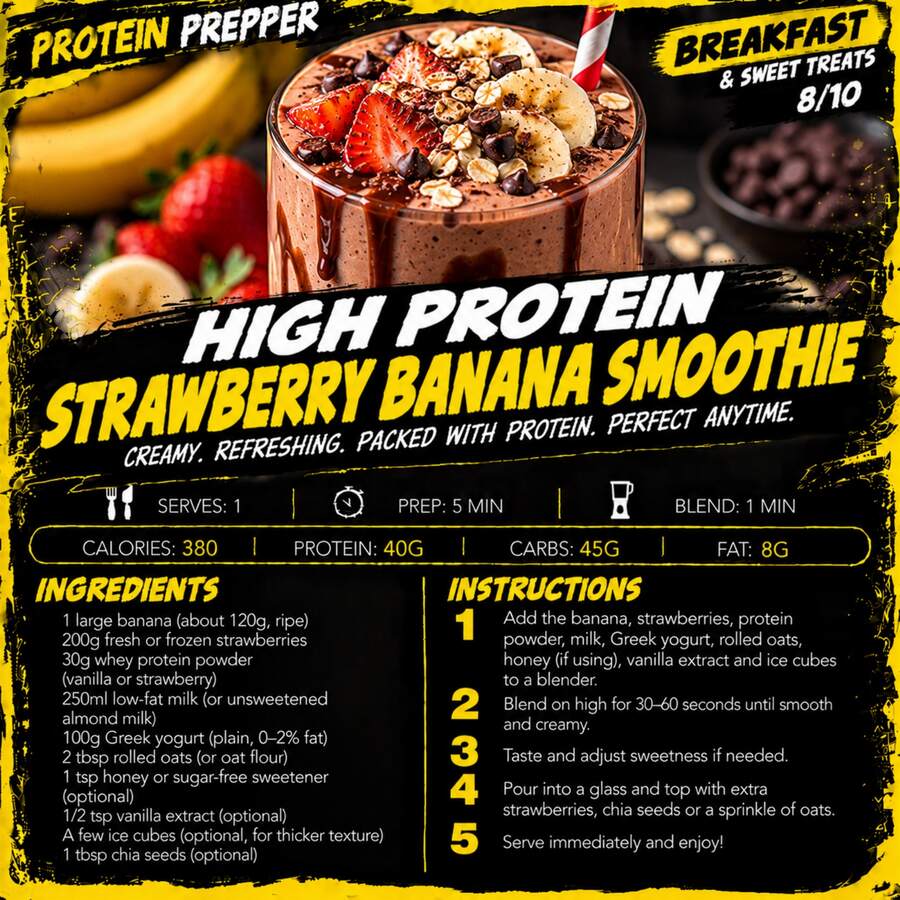 PROTEIN PREPPER
BREAKFAST
& SWEET TREATS
8/10
HIGH PROTEIN
STRAWBERRY BANANA SMOOTHIE
CREAMY. REFRESHING. PACKED WITH PROTEIN. PERFECT ANYTIME.
SERVES: 1
PREP: 5 MIN
BLEND: 1 MIN
CALORIES: 380
PROTEIN: 40G
CARBS: 45G
FAT: 8G
INGREDIENTS
1 large banana (about 120g, ripe)
200g fresh or frozen strawberries
30g whey protein powder
(vanilla or strawberry)
250ml low-fat milk (or unsweetened
almond milk)
100g Greek yogurt (plain, 0–2% fat)
2 tbsp rolled oats (or oat flour)
1 tsp honey or sugar-free sweetener
(optional)
1/2 tsp vanilla extract (optional)
A few ice cubes (optional, for thicker texture)
1 tbsp chia seeds (optional)
INSTRUCTIONS
1 Add the banana, strawberries, protein
powder, milk, Greek yogurt, rolled oats,
honey (if using), vanilla extract and ice cubes
to a blender.
2 Blend on high for 30–60 seconds until smooth
and creamy.
3 Taste and adjust sweetness if needed.
4 Pour into a glass and top with extra
strawberries, chia seeds or a sprinkle of oats.
5 Serve immediately and enjoy!